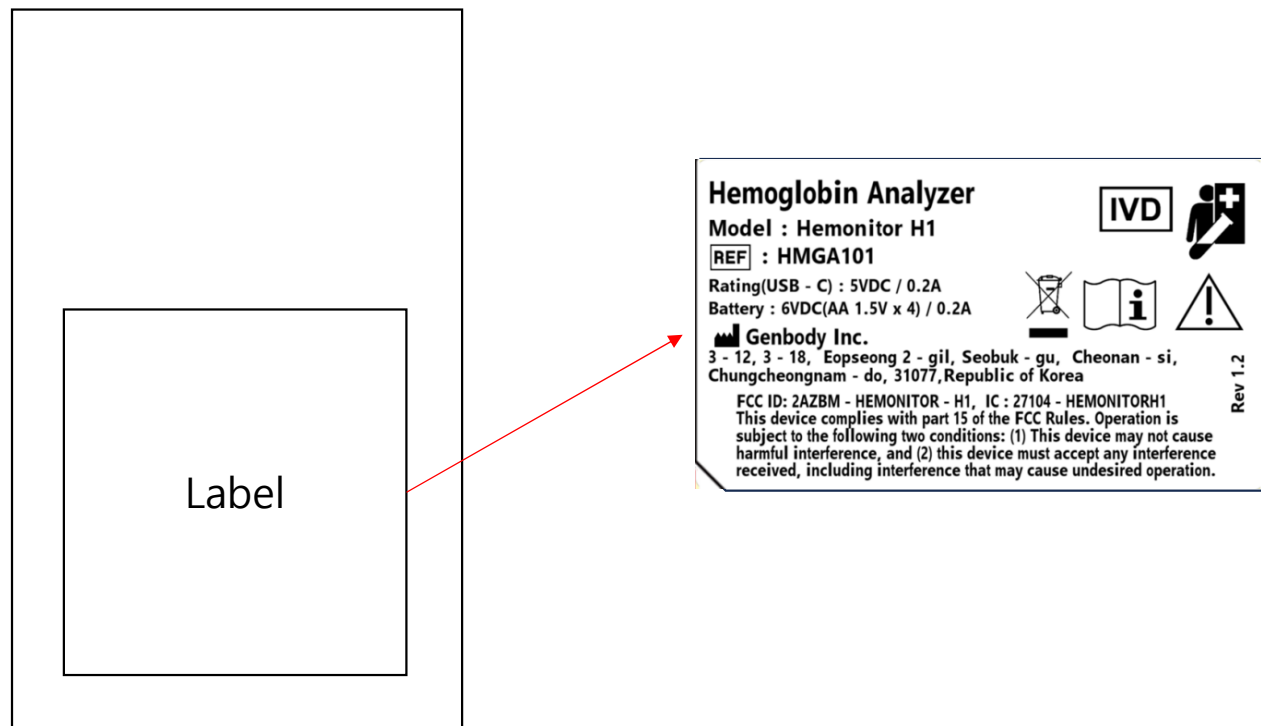 Label
Hemoglobin Analyzer
Model : Hemonitor H1
REF : HMGA101
Rating(USB - C) : 5VDC / 0.2A
Battery : 6VDC(AA 1.5V x 4) / 0.2A
Genbody Inc.
3 - 12, 3 - 18, Eopseong 2 - gil, Seobuk - gu, Cheonan - si,
Chungcheongnam - do, 31077,Republic of Korea
FCC ID: 2AZBM - HEMONITOR - H1, IC : 27104 - HEMONITORH1
This device complies with part 15 of the FCC Rules. Operation is
subject to the following two conditions: (1) This device may not cause
harmful interference, and (2) this device must accept any interference
received, including interference that may cause undesired operation.
IVD
i
Rev 1.2